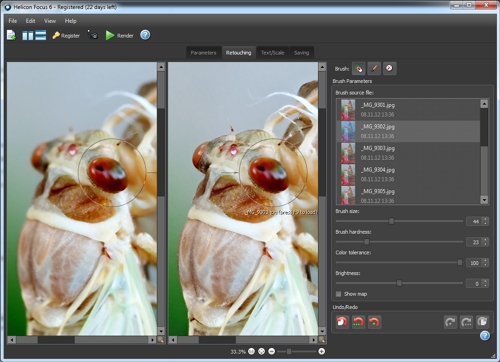 Helicon Focus 6 - Registered (22 days left)
File Edit View Help
Register Render
Parameters Retouching Text/Scale Saving
Brush:
Brush Parameters
Brush source file:
_MG_9301.jpg
08.11.12 13:36
_MG_9302.jpg
08.11.12 13:36
_MG_9303.jpg
08.11.12 13:36
_MG_9304.jpg
08.11.12 13:36
_MG_9305.jpg
08.11.12 13:36
Brush size:
44
Brush hardness:
23
Color tolerance:
100
Brightness:
0
Show map
Undo/Redo
33.3%